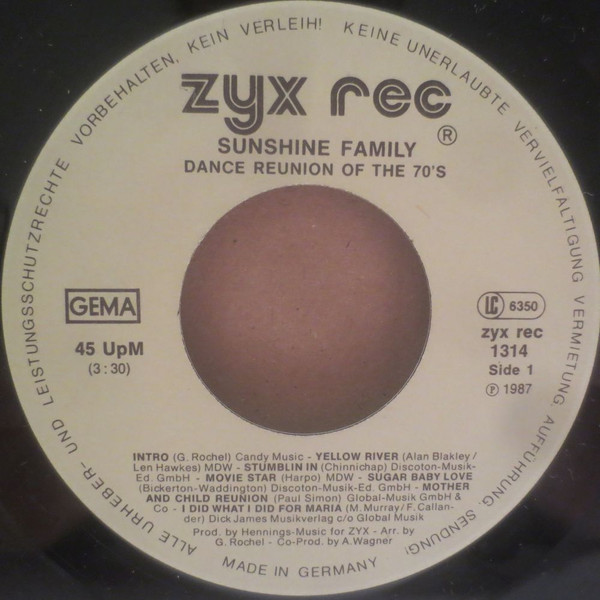 ALLE URHEBER- UND LEISTUNGSSCHUTZRECHTE VORBEHALTEN, KEIN VERLEIH! KEINE UNERLAUBTE VERVIELFÄLTIGUNG VERMIETUNG, AUFFÜHRUNG, SENDUNG!
zyx rec ®
SUNSHINE FAMILY
DANCE REUNION OF THE 70'S
GEMA
45 UpM
(3:30)
LC 6350
zyx rec
1314
Side 1
℗ 1987
INTRO (G. Rochel) Candy Music - YELLOW RIVER (Alan Blakley/
Len Hawkes) MDW - STUMBLIN IN (Chinnichap) Discoton-Musik-
Ed. GmbH - MOVIE STAR (Harpo) MDW - SUGAR BABY LOVE
(Bickerton-Waddington) Discoton-Musik-Ed. GmbH - MOTHER
AND CHILD REUNION (Paul Simon) Global-Musik GmbH &
Co - I DID WHAT I DID FOR MARIA (M. Murray/F. Callan-
der) Dick James Musikverlag c/o Global Musik
Prod. by Hennings-Music for ZYX - Arr. by
G. Rochel - Co-Prod. by A. Wagner
MADE IN GERMANY